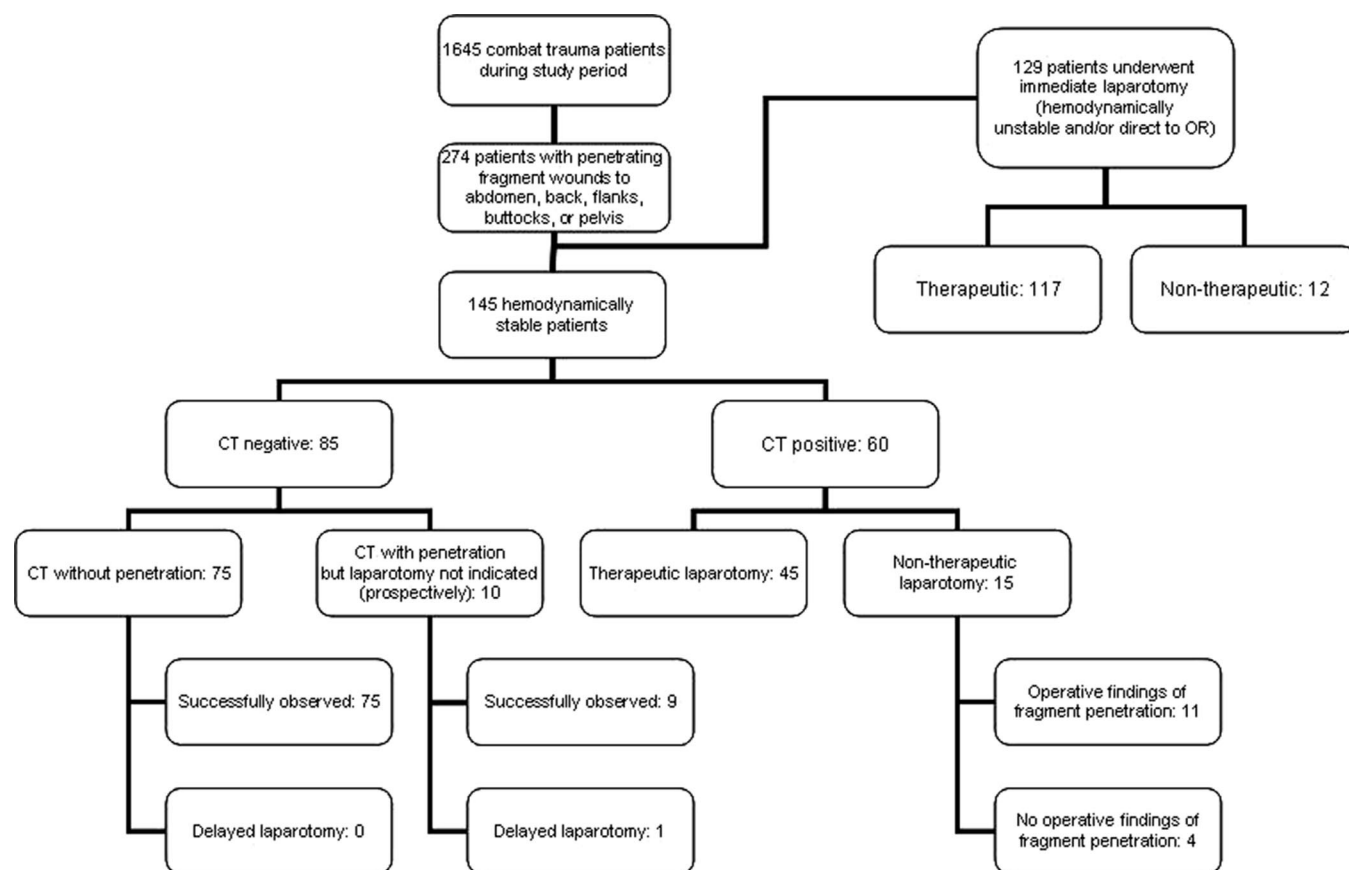 1645 combat trauma patients
during study period
129 patients underwent
immediate laparotomy
(hemodynamically
unstable and/or direct to OR)
274 patients with penetrating
fragment wounds to
abdomen, back, flanks,
buttocks, or pelvis
Therapeutic: 117
Non-therapeutic: 12
145 hemodynamically
stable patients
CT negative: 85
CT positive: 60
CT without penetration: 75
CT with penetration
but laparotomy not indicated
(prospectively): 10
Therapeutic laparotomy: 45
Non-therapeutic
laparotomy: 15
Successfully observed: 75
Successfully observed: 9
Operative findings of
fragment penetration: 11
Delayed laparotomy: 0
Delayed laparotomy: 1
No operative findings of
fragment penetration: 4